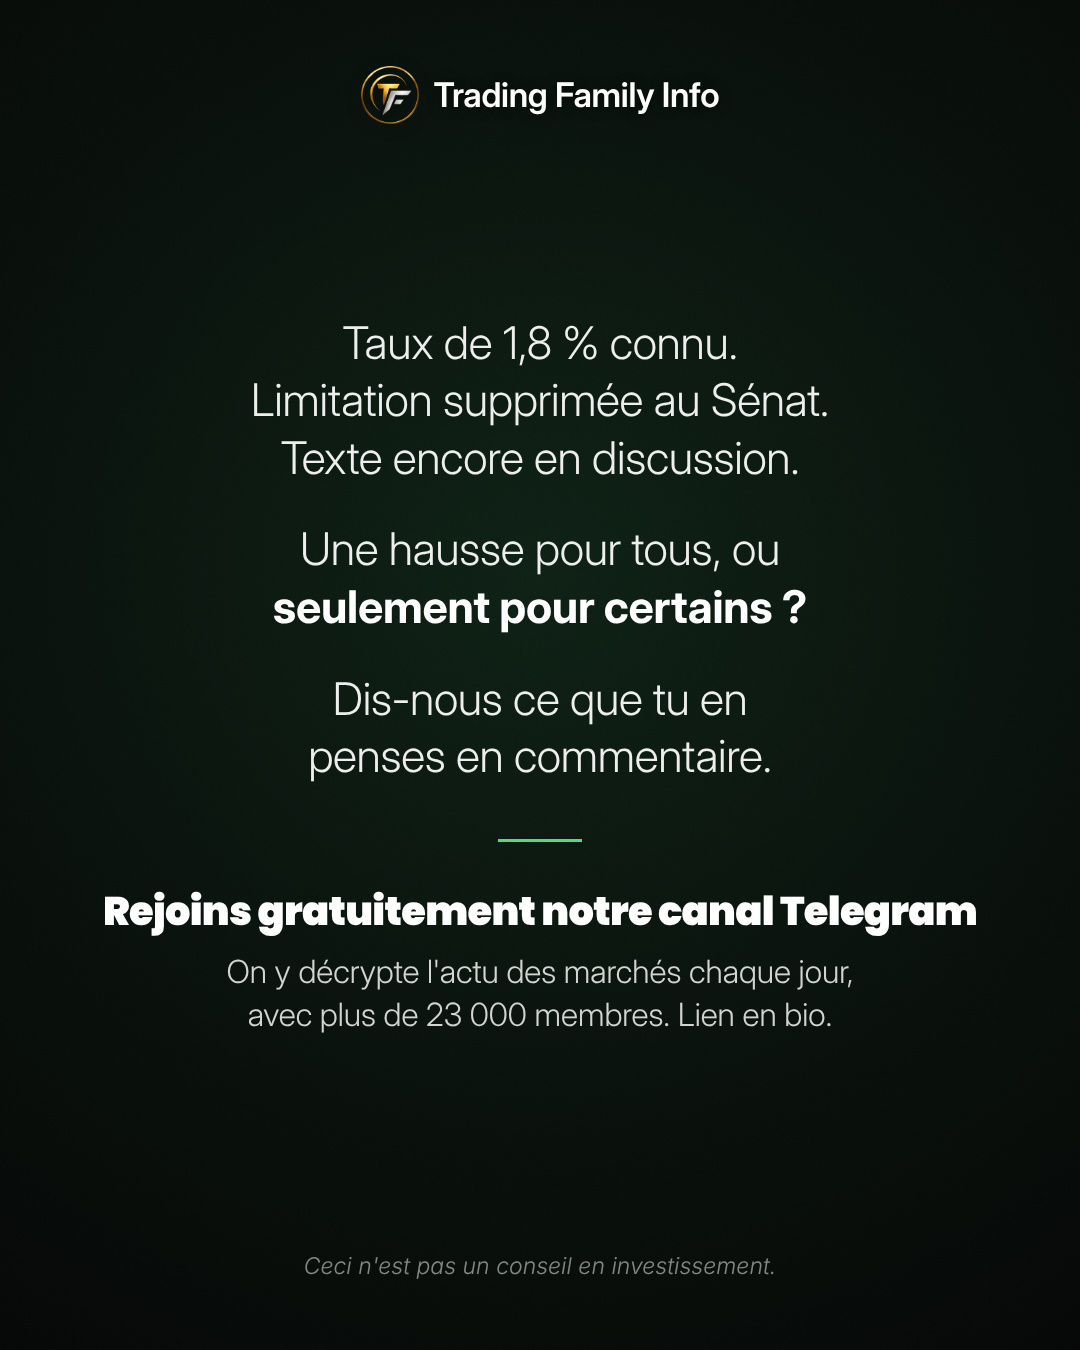 TF Trading Family Info
Taux de 1,8 % connu.
Limitation supprimée au Sénat.
Texte encore en discussion.
Une hausse pour tous, ou
seulement pour certains ?
Dis-nous ce que tu en
penses en commentaire.
Rejoins gratuitement notre canal Telegram
On y décrypte l'actu des marchés chaque jour,
avec plus de 23 000 membres. Lien en bio.
Ceci n'est pas un conseil en investissement.